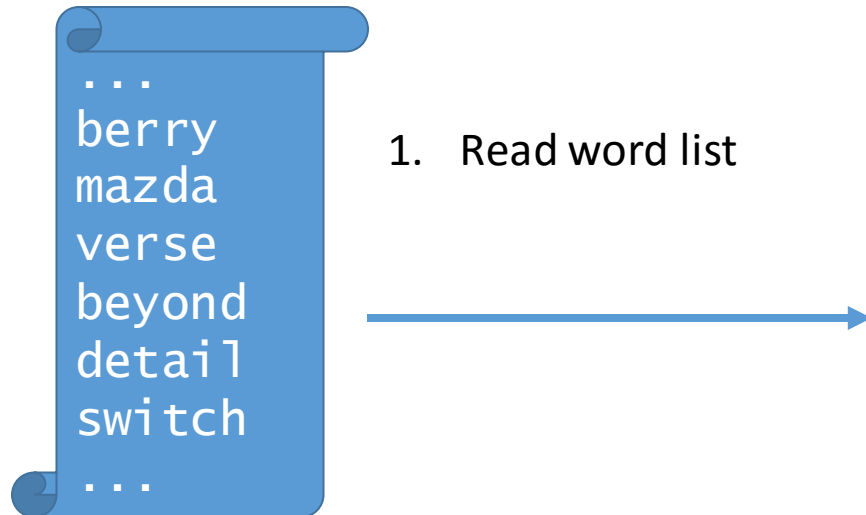 ...
berry
mazda
verse
beyond
detail
switch
...
1. Read word list